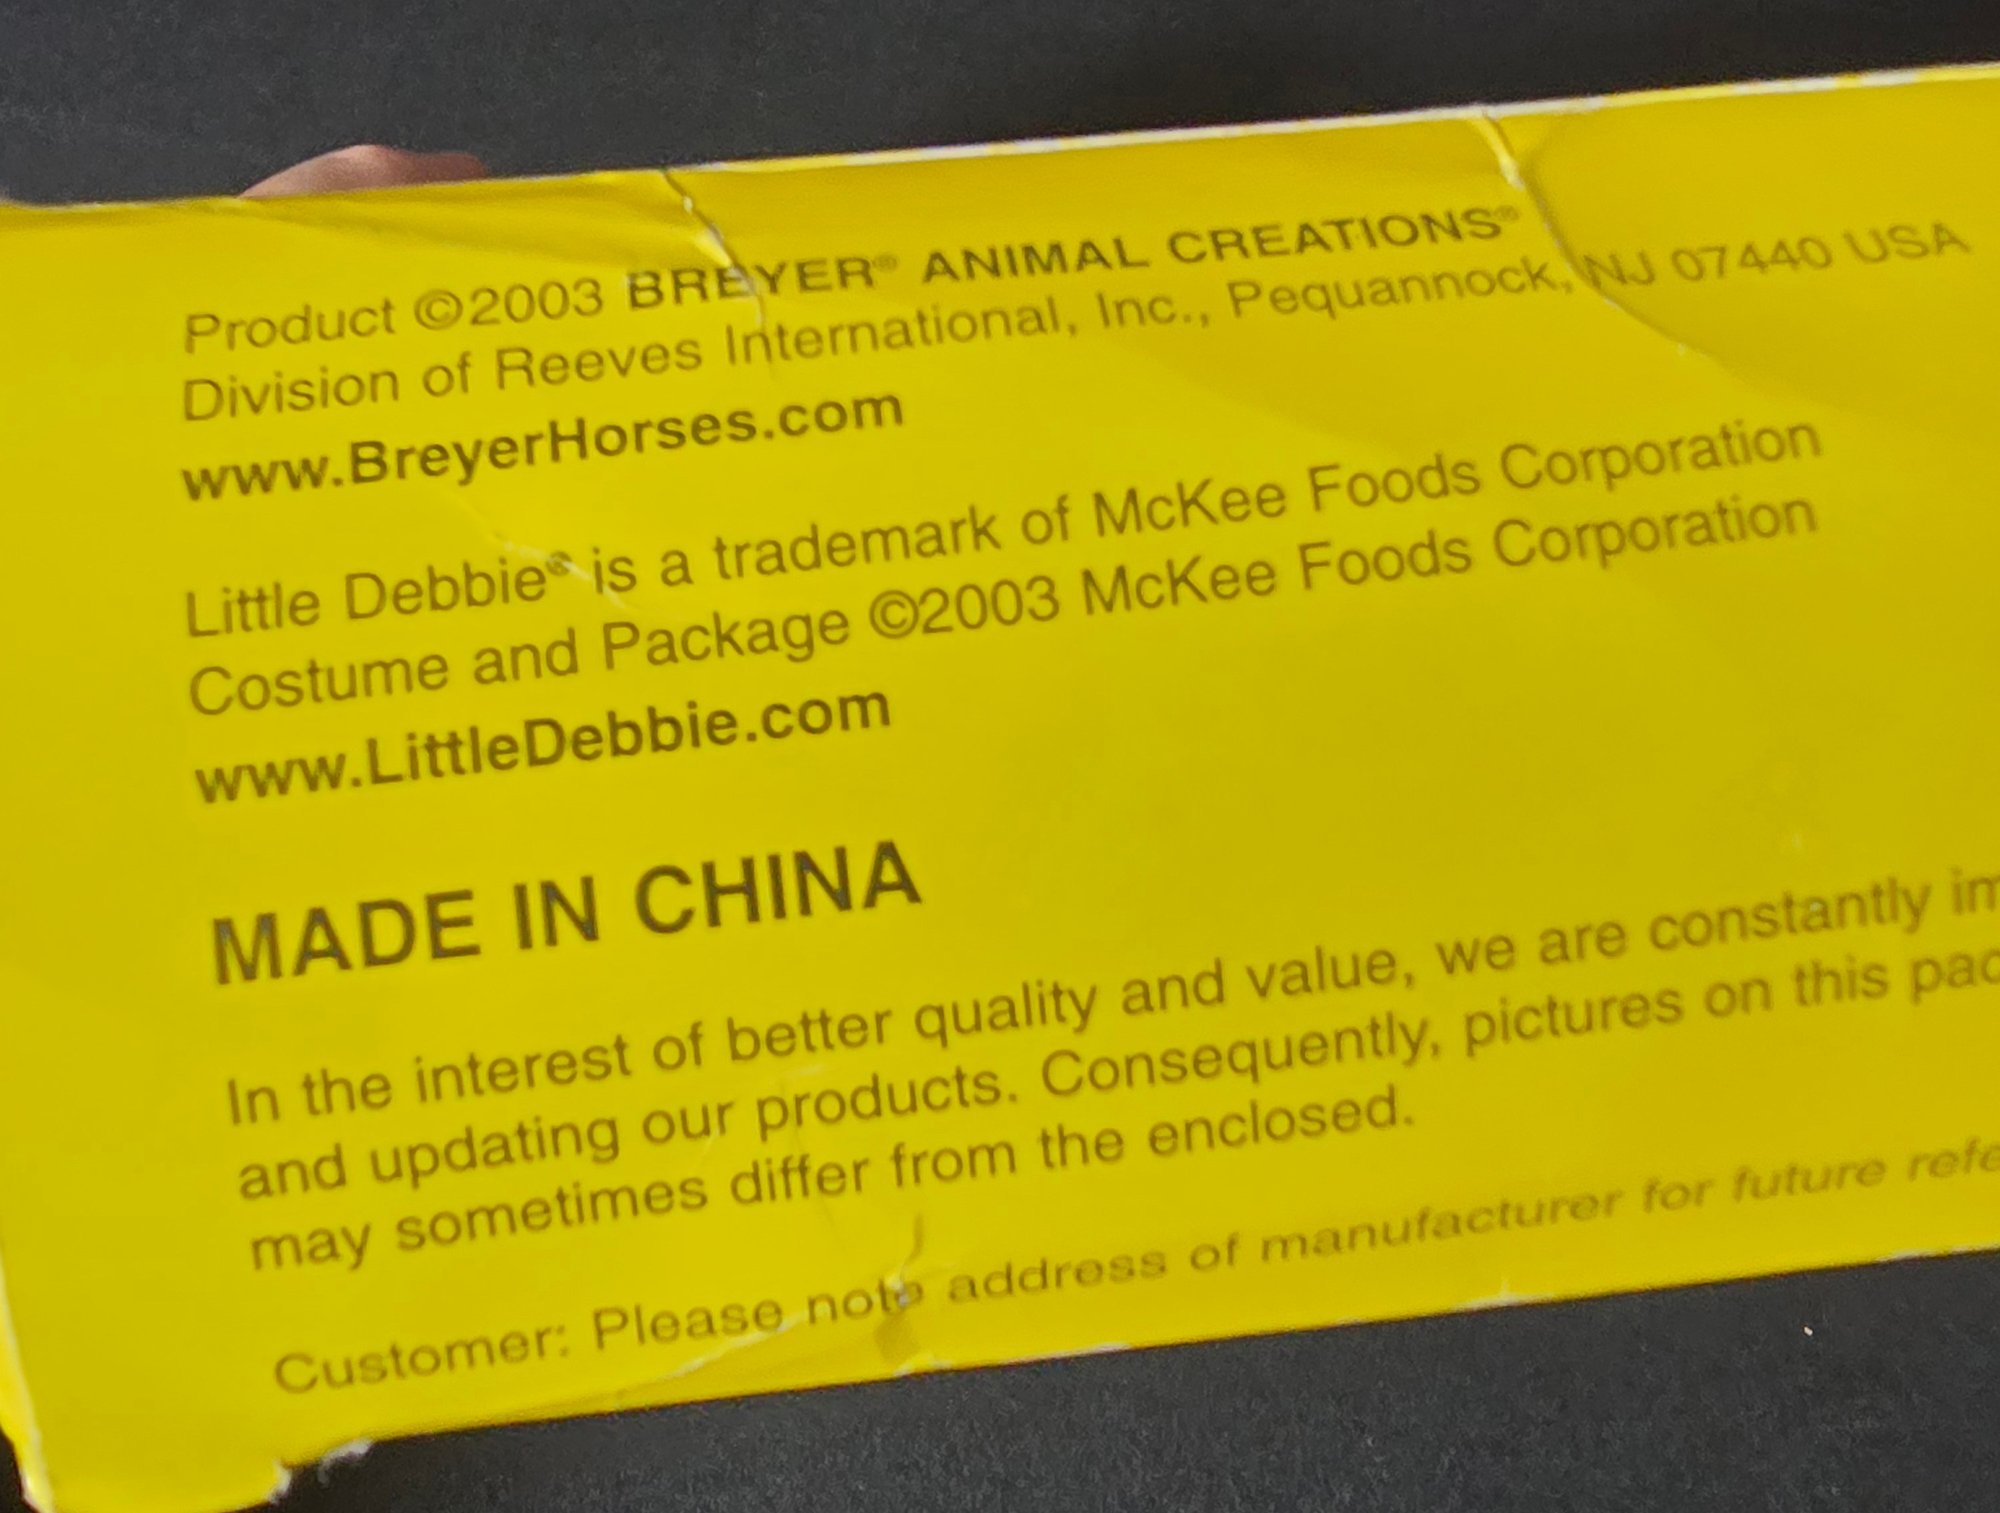 Product ©2003 BREYER® ANIMAL CREATIONS®
Division of Reeves International, Inc., Pequannock, NJ 07440 USA
www.BreyerHorses.com
Little Debbie® is a trademark of McKee Foods Corporation
Costume and Package ©2003 McKee Foods Corporation
www.LittleDebbie.com
MADE IN CHINA
In the interest of better quality and value, we are constantly
and updating our products. Consequently, pictures on this
may sometimes differ from the enclosed.
Customer: Please note address of manufacturer for future